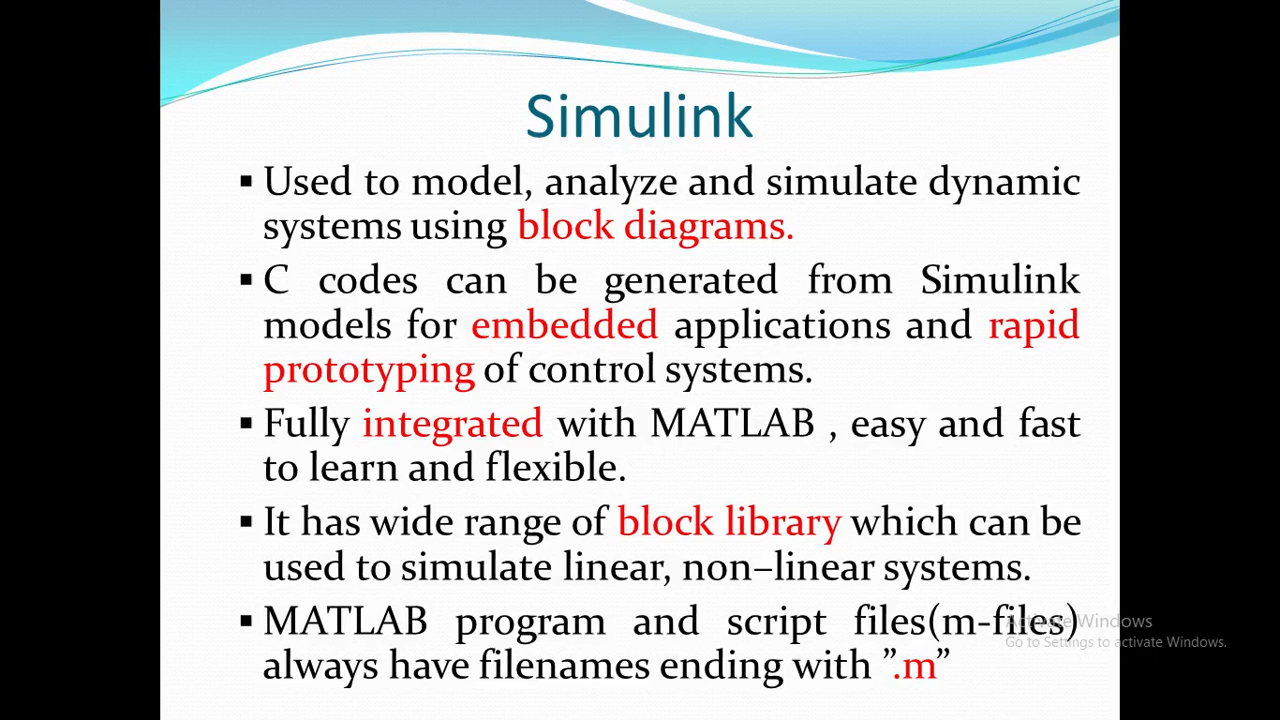 Simulink
▪ Used to model, analyze and simulate dynamic
systems using block diagrams.
▪ C codes can be generated from Simulink
models for embedded applications and rapid
prototyping of control systems.
▪ Fully integrated with MATLAB , easy and fast
to learn and flexible.
▪ It has wide range of block library which can be
used to simulate linear, non–linear systems.
▪ MATLAB program and script files(m-files)
always have filenames ending with ”.m”
Activate Windows
Go to Settings to activate Windows.